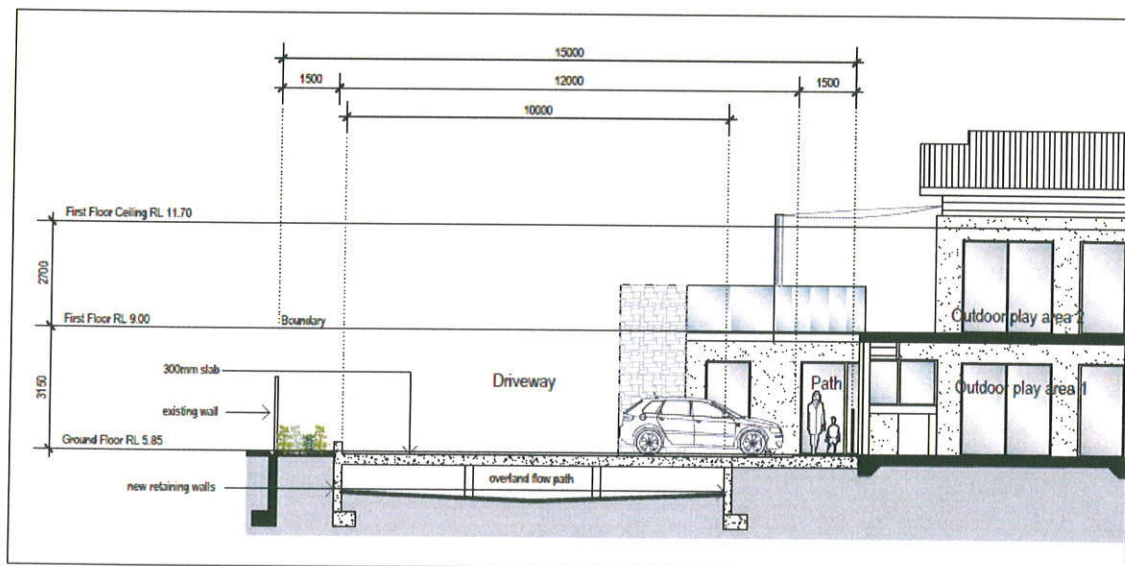 15000
1500
12000
1500
10000
First Floor Ceiling RL 11.70
2700
First Floor RL 9.00
Boundary
Outdoor play area 2
300mm slab
3150
Driveway
Path
Outdoor play area 1
existing wall
Ground Floor RL 5.85
new retaining walls
overland flow path